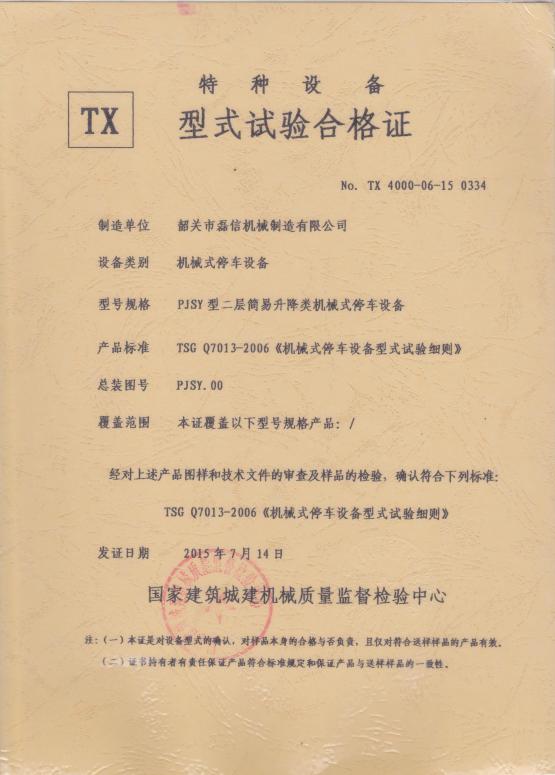 特种设备
TX
型式试验合格证
No. TX 4000-06-15 0334
制造单位 韶关市磊信机械制造有限公司
设备类别 机械式停车设备
型号规格 PJSY型二层简易升降类机械式停车设备
产品标准 TSG Q7013-2006《机械式停车设备型式试验细则》
总装图号 PJSY.00
覆盖范围 本证覆盖以下型号规格产品：/
经对上述产品图样和技术文件的审查及样品的检验，确认符合下列标准：
TSG Q7013-2006《机械式停车设备型式试验细则》
发证日期 2015年7月14日
国家建筑城建机械质量监督检验中心
注：（一）本证是对设备型式的确认，对样品本身的合格与否负责，且仅对符合送样样品的产品有效。
（二）证书持有者有责任保证产品符合标准规定和保证产品与送样样品的一致性。